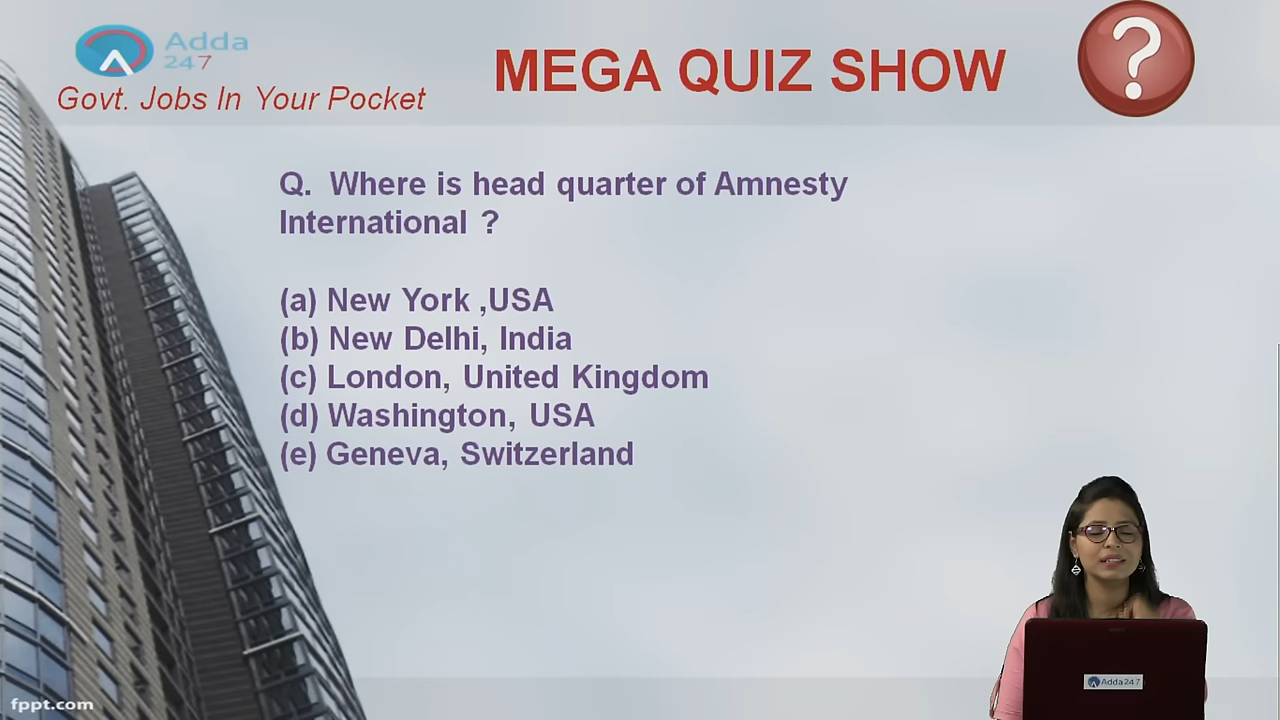 Adda
247
Govt. Jobs In Your Pocket
MEGA QUIZ SHOW
?
Q. Where is head quarter of Amnesty
International ?
(a) New York ,USA
(b) New Delhi, India
(c) London, United Kingdom
(d) Washington, USA
(e) Geneva, Switzerland
Adda247
fppt.com